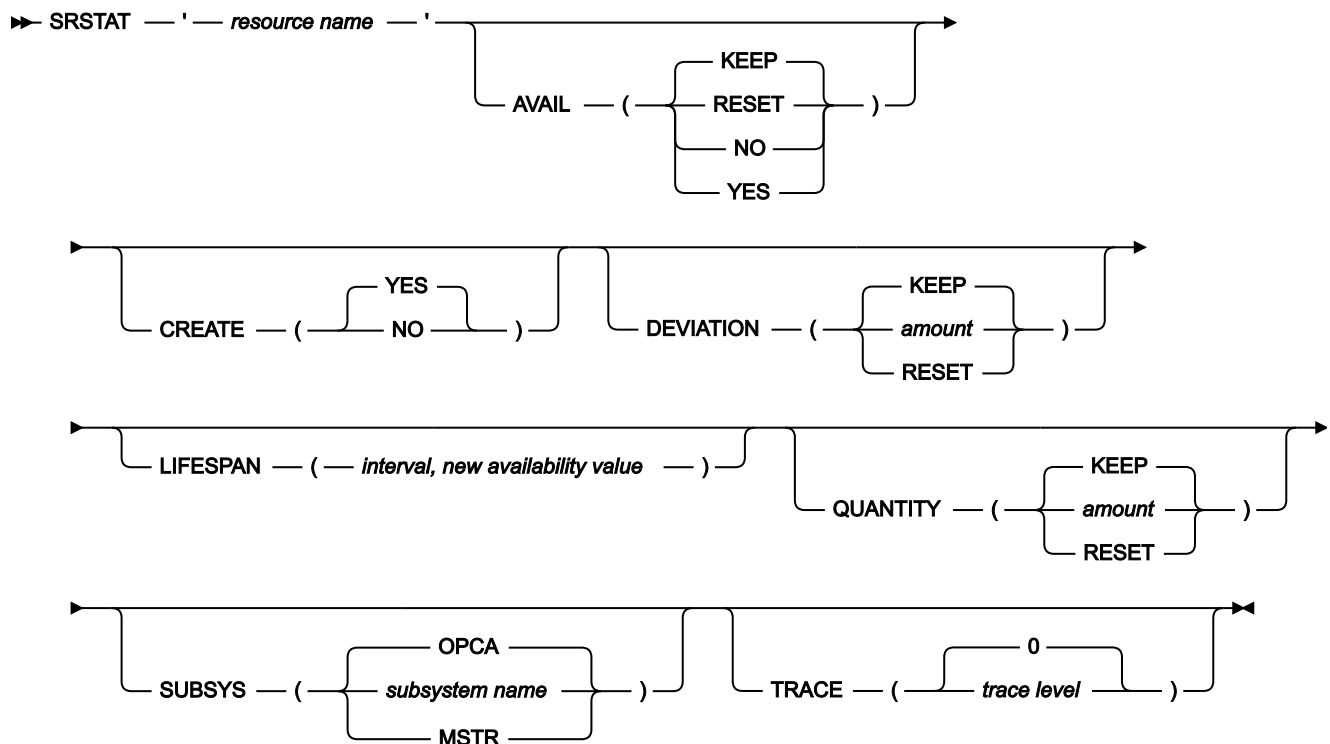 SRSTAT ' resource name '
AVAIL ( KEEP )
RESET
NO
YES
CREATE ( YES )
NO
DEVIATION ( KEEP )
amount
RESET
LIFESPAN ( interval, new availability value )
QUANTITY ( KEEP )
amount
RESET
SUBSYS ( OPCA )
subsystem name
MSTR
TRACE ( 0 )
trace level